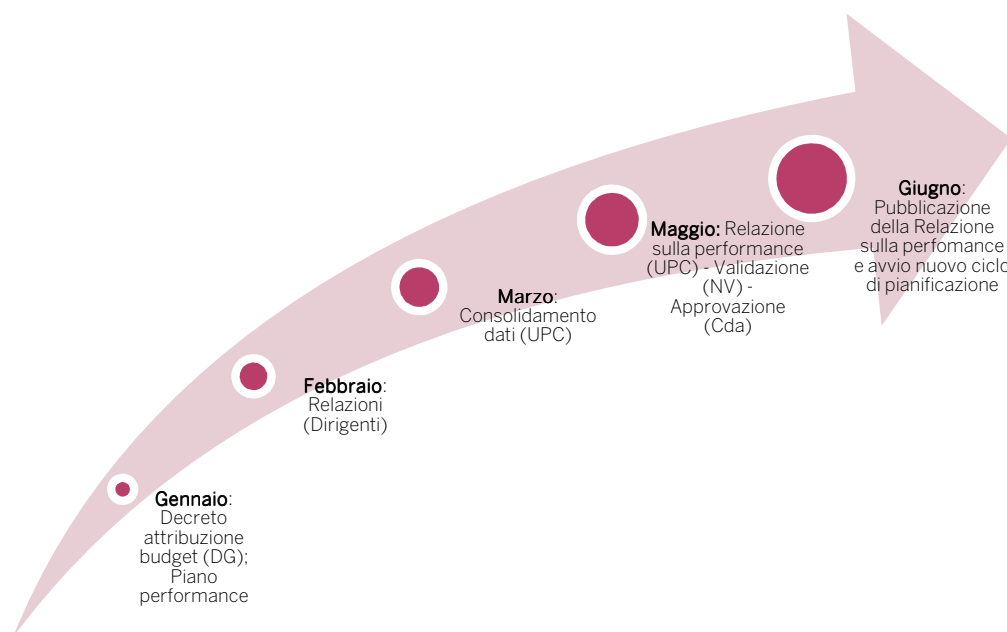 Gennaio:
Decreto
attribuzione
budget (DG);
Piano
performance
Febbraio:
Relazioni
(Dirigenti)
Marzo:
Consolidamento
dati (UPC)
Maggio: Relazione
sulla performance
(UPC) - Validazione
(NV) -
Approvazione
(Cda)
Giugno:
Pubblicazione
della Relazione
sulla perfomance
e avvio nuovo ciclo
di pianificazione